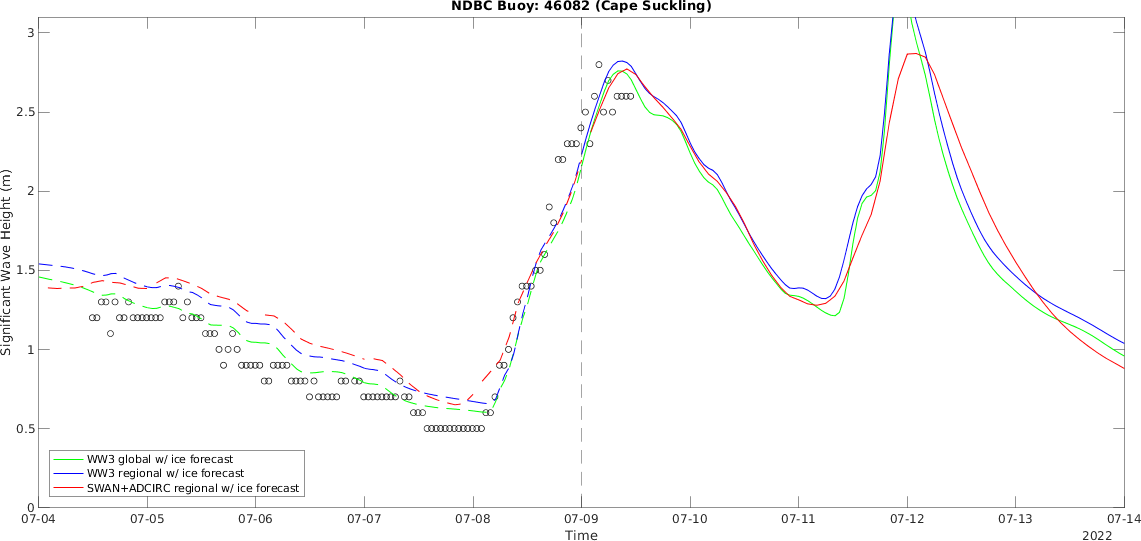 NDBC Buoy: 46082 (Cape Suckling)
3
2.5
2
1.5
1
0.5
0
Significant Wave Height (m)
WW3 global w/ ice forecast
WW3 regional w/ ice forecast
SWAN+ADCIRC regional w/ ice forecast
07-04 07-05 07-06 07-07 07-08 07-09 07-10 07-11 07-12 07-13 07-14
Time
2022